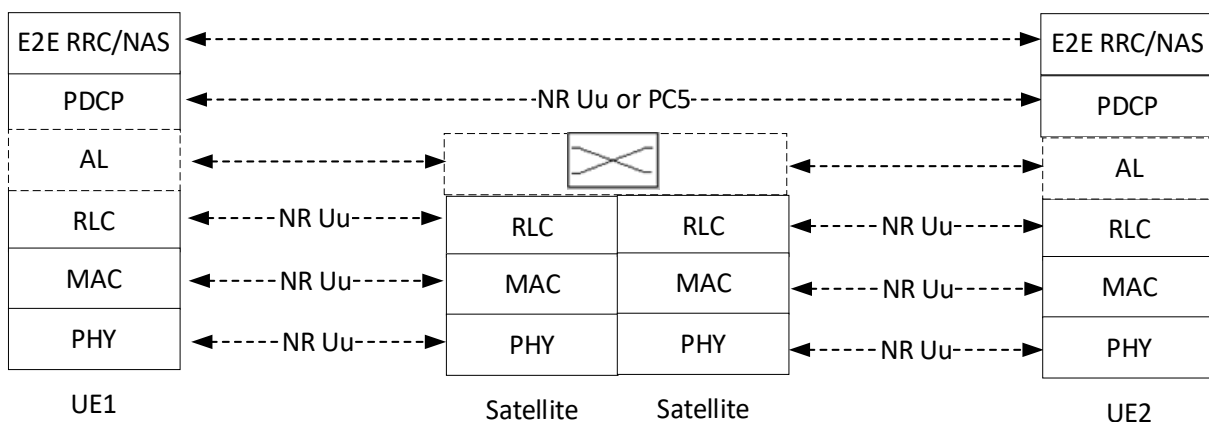 E2E RRC/NAS E2E RRC/NAS
PDCP NR Uu or PC5 PDCP
AL AL
RLC NR Uu RLC RLC NR Uu RLC
MAC NR Uu MAC MAC NR Uu MAC
PHY NR Uu PHY PHY NR Uu PHY
UE1 Satellite Satellite UE2